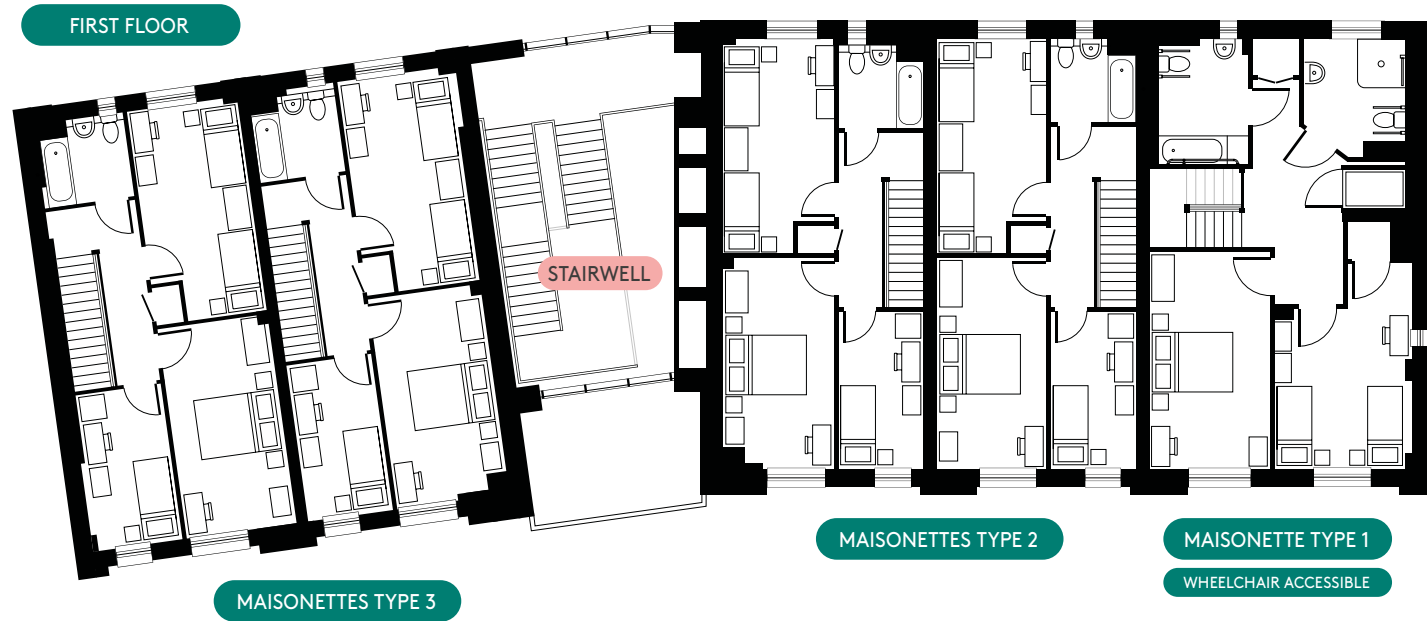 FIRST FLOOR
STAIRWELL
MAISONETTES TYPE 2
MAISONETTE TYPE 1
WHEELCHAIR ACCESSIBLE
MAISONETTES TYPE 3